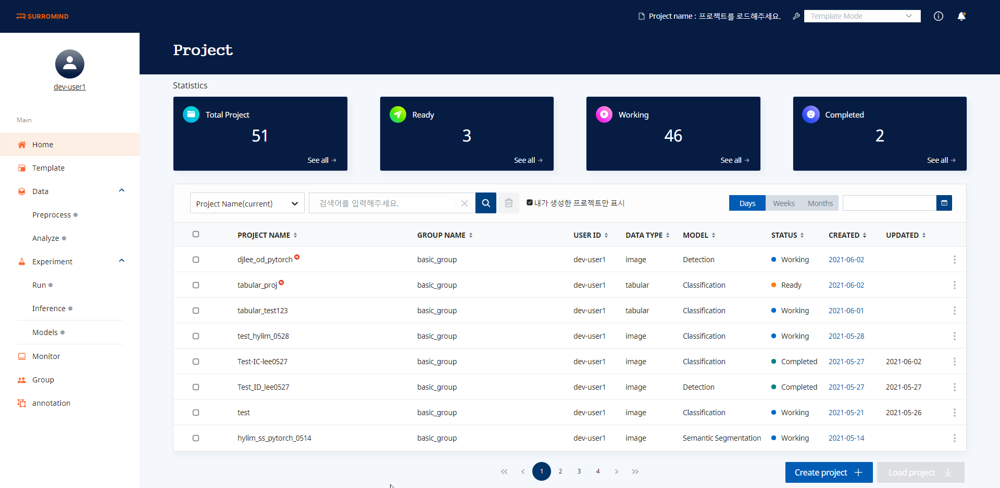 SURROMIND
Project name : 프로젝트를 로드해주세요.
Template Mode
dev-user1
Main
Home
Template
Data
Preprocess
Analyze
Experiment
Run
Inference
Models
Monitor
Group
annotation
Project
Statistics
Total Project
51
See all
Ready
3
See all
Working
46
See all
Completed
2
See all
Project Name(current) 검색어를 입력해주세요. 내가 생성한 프로젝트만 표시 Days Weeks Months
PROJECT NAME GROUP NAME USER ID DATA TYPE MODEL STATUS CREATED UPDATED
djlee_od_pytorch N basic_group dev-user1 image Detection Working 2021-06-02
tabular_proj N basic_group dev-user1 tabular Classification Ready 2021-06-02
tabular_test123 basic_group dev-user1 tabular Classification Working 2021-06-01
test_hylim_0528 basic_group dev-user1 image Classification Working 2021-05-28
Test-IC-lee0527 basic_group dev-user1 image Classification Completed 2021-05-27 2021-06-02
Test_ID_lee0527 basic_group dev-user1 image Detection Completed 2021-05-27 2021-05-27
test basic_group dev-user1 image Classification Working 2021-05-21 2021-05-26
hylim_ss_pytorch_0514 basic_group dev-user1 image Semantic Segmentation Working 2021-05-14
1 2 3 4
Create project
Load project